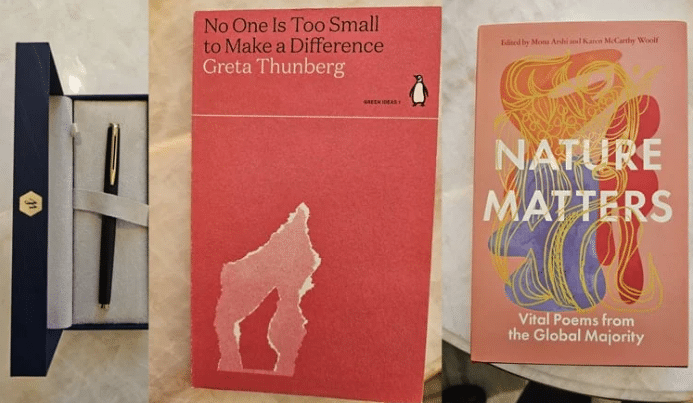 No One Is Too Small
to Make a Difference
Greta Thunberg
GREEN IDEAS 1
Edited by Mona Arshi and Karen McCarthy Woolf
NATURE
MATTERS
Vital Poems from
the Global Majority